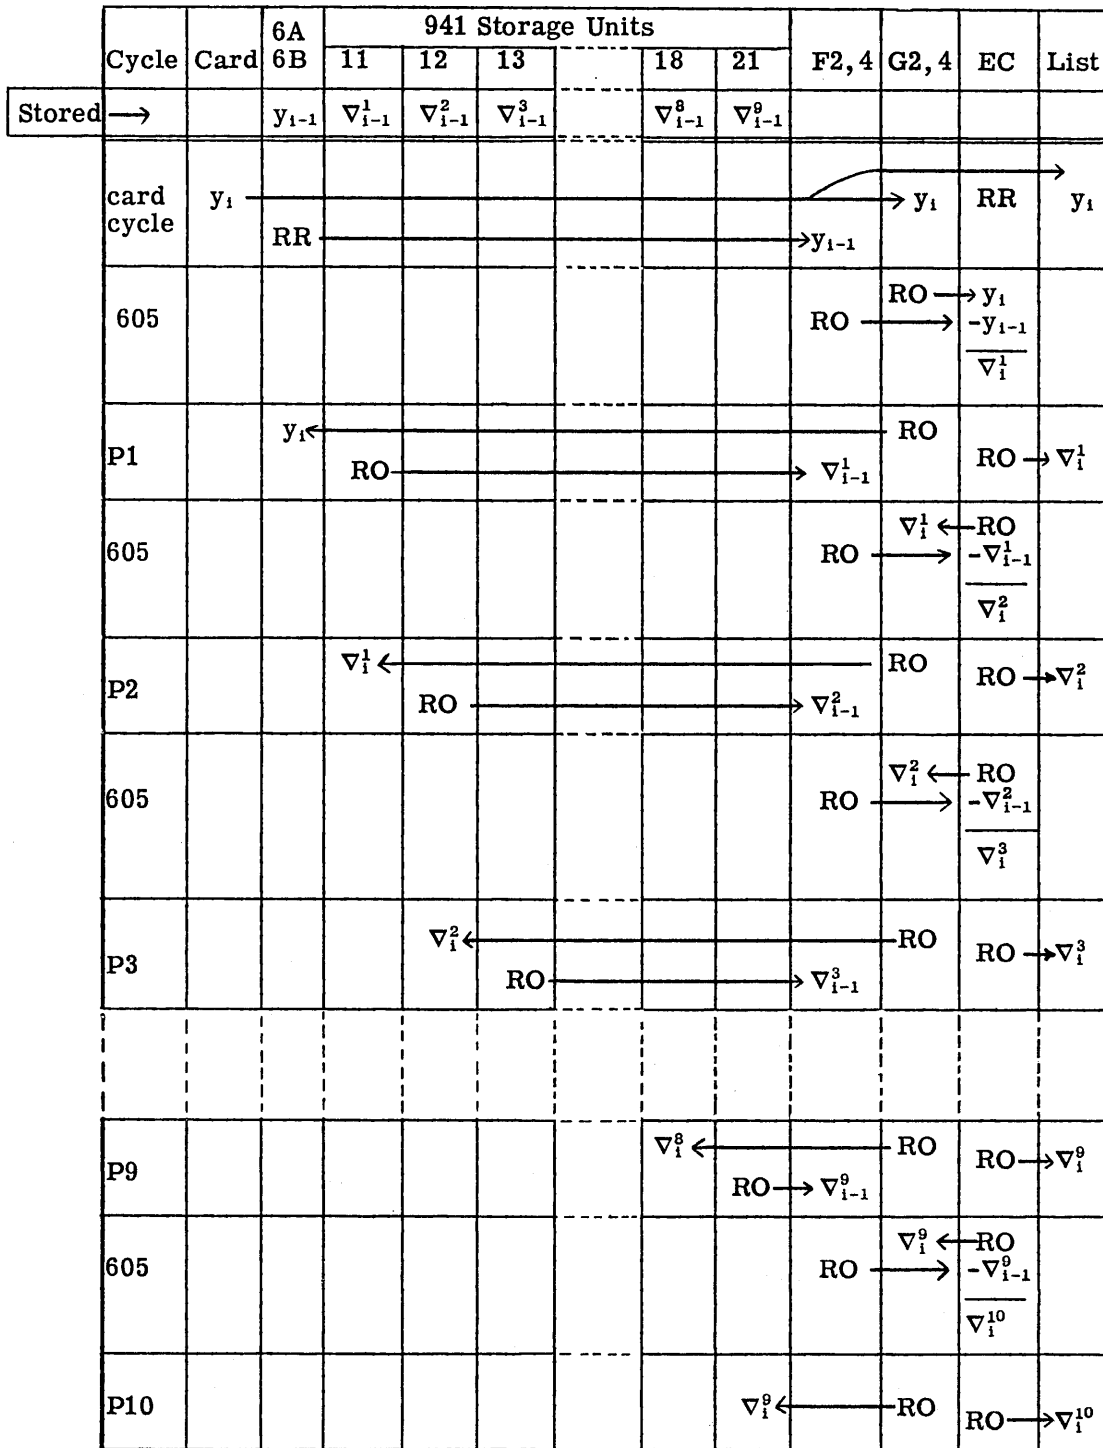 941 Storage Units
Cycle Card 6A 6B 11 12 13 18 21 F2,4 G2,4 EC List
Stored → y_{i-1} ∇^1_{i-1} ∇^2_{i-1} ∇^3_{i-1} ∇^8_{i-1} ∇^9_{i-1}
card cycle y_i → y_i RR y_i
RR → y_{i-1}
605 RO → y_i
RO → -y_{i-1}
∇^1_i
P1 y_i ← RO
RO → ∇^1_{i-1} RO → ∇^1_i
605 ∇^1_i ← RO
RO → -∇^1_{i-1}
∇^2_i
P2 ∇^1_i ← RO RO → ∇^2_i
RO → ∇^2_{i-1}
605 ∇^2_i ← RO
RO → -∇^2_{i-1}
∇^3_i
P3 ∇^2_i ← RO RO → ∇^3_i
RO → ∇^3_{i-1}
P9 ∇^8_i ← RO RO → ∇^9_i
RO → ∇^9_{i-1}
605 ∇^9_i ← RO
RO → -∇^9_{i-1}
∇^{10}_i
P10 ∇^9_i ← RO RO → ∇^{10}_i